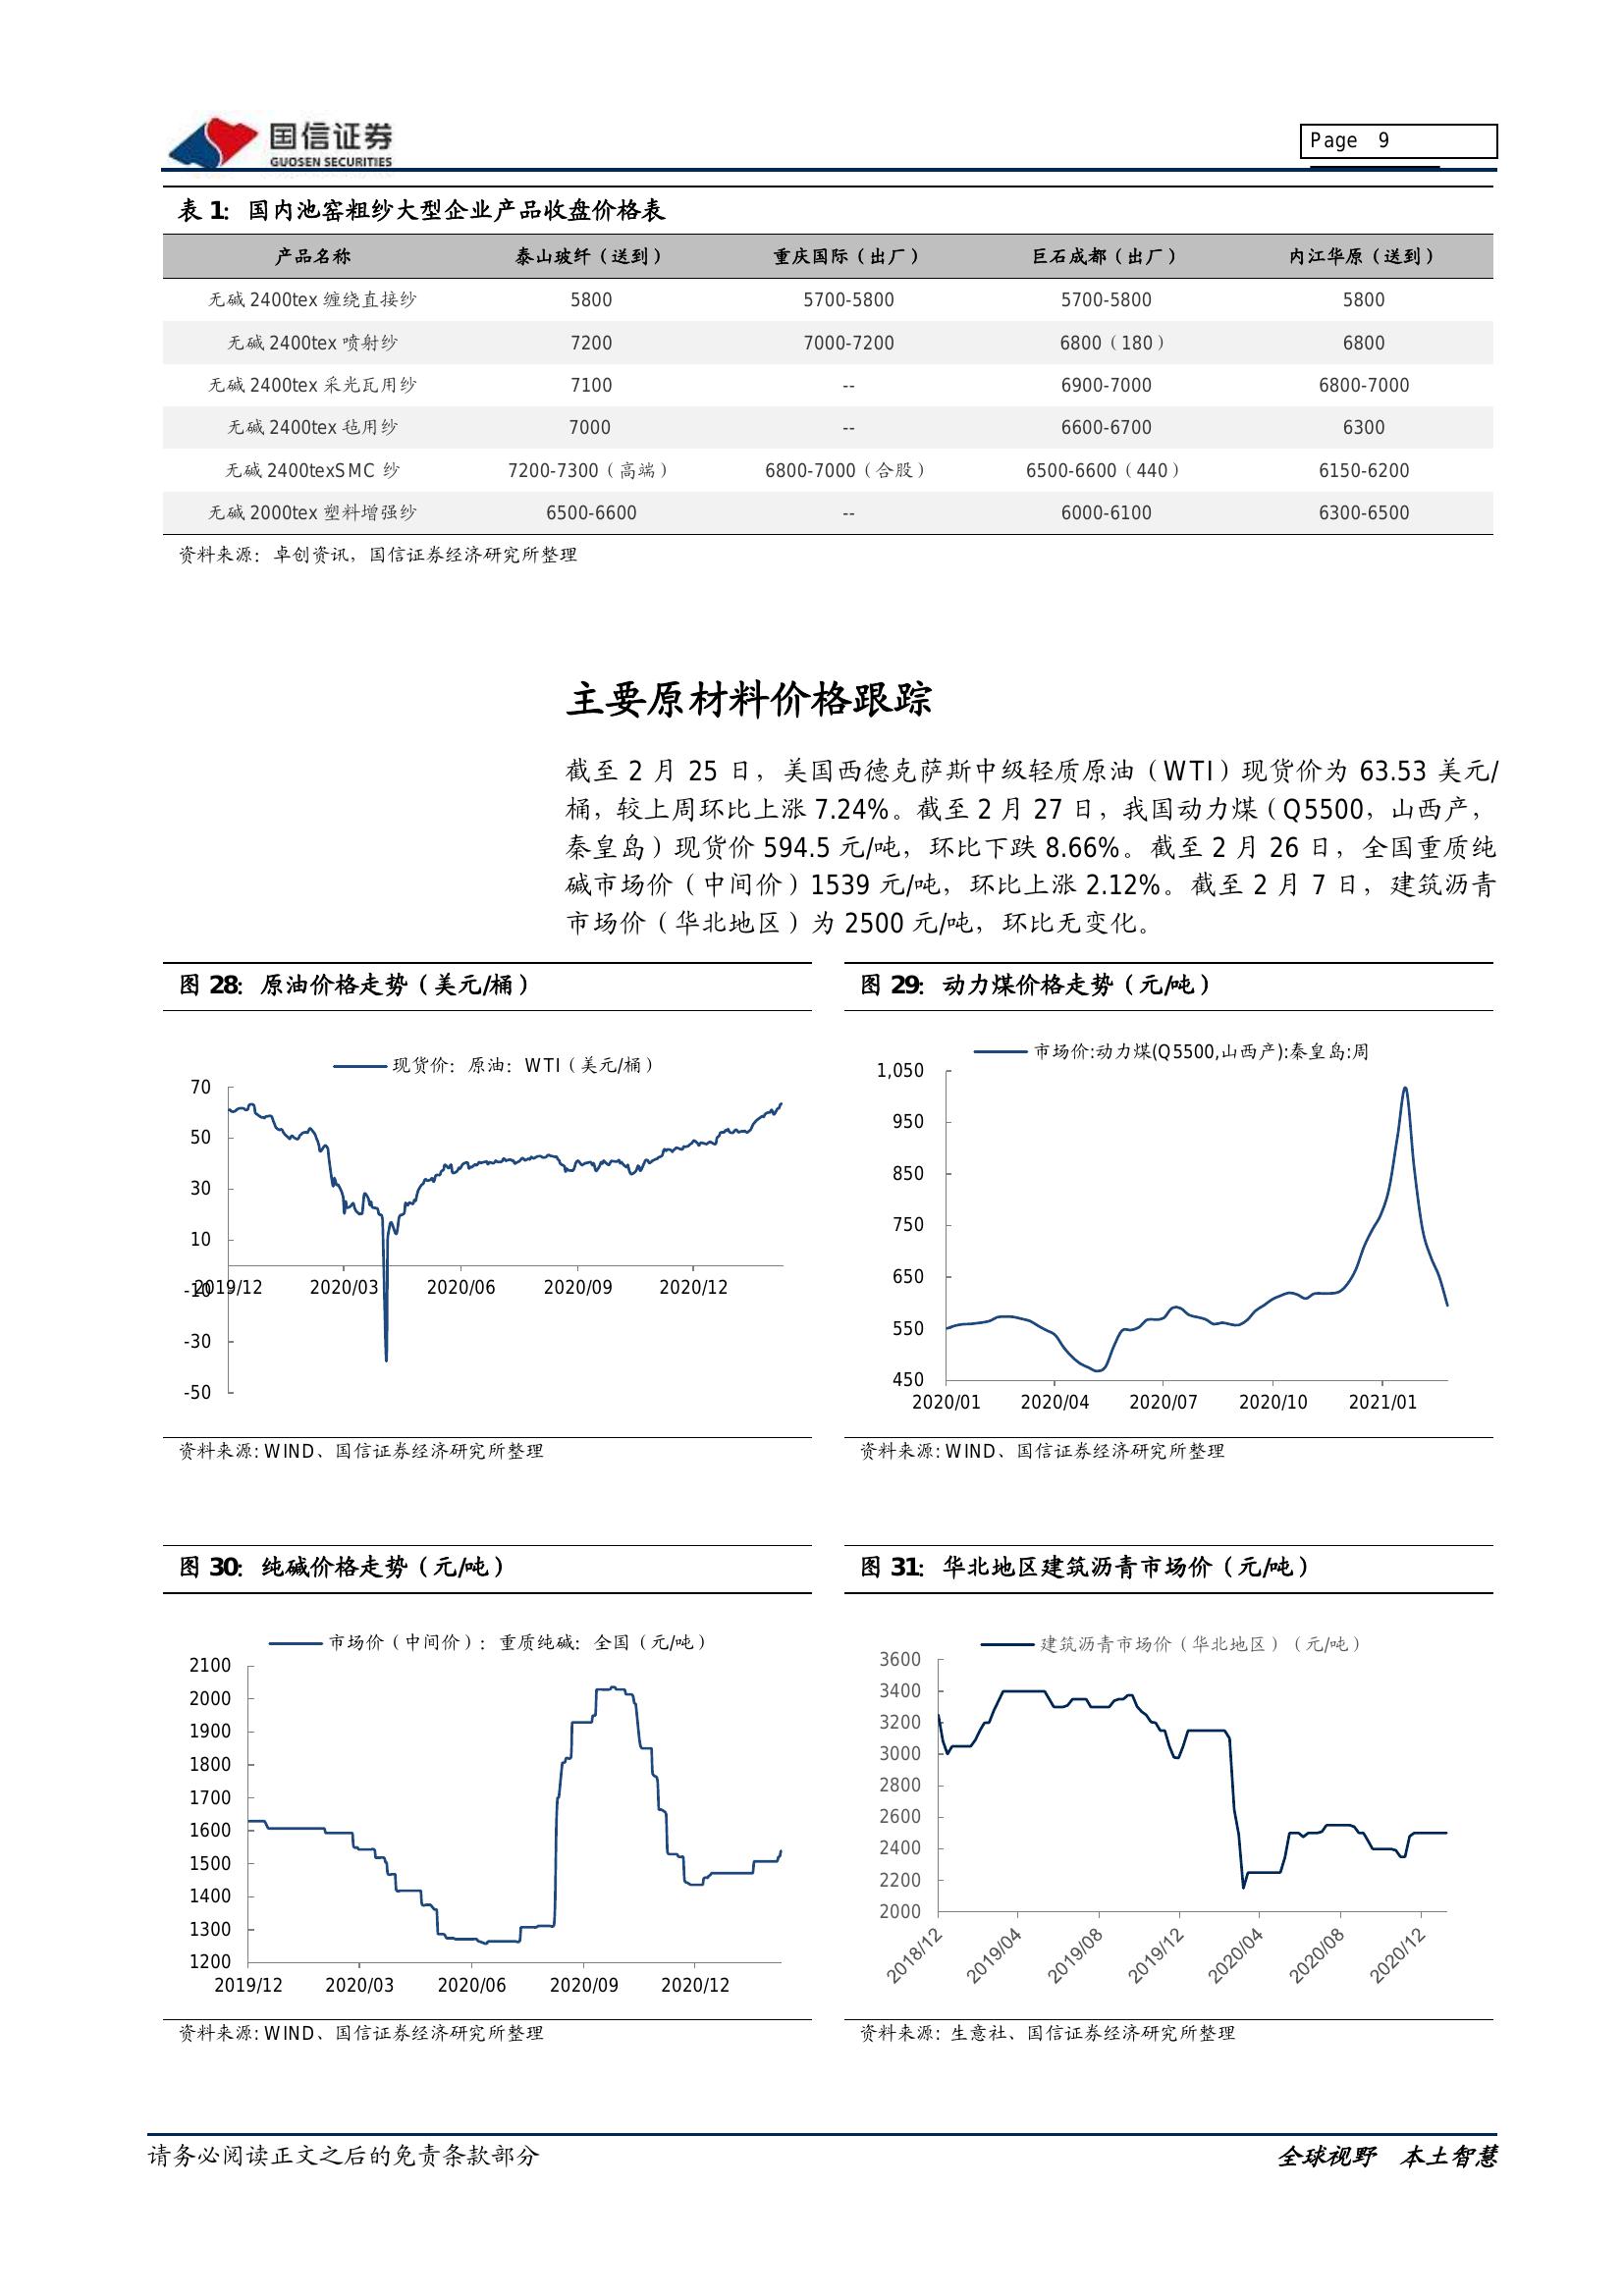 国信证券
GUOSEN SECURITIES
Page 9
表 1：国内池窑粗纱大型企业产品收盘价格表
产品名称 泰山玻纤（送到） 重庆国际（出厂） 巨石成都（出厂） 内江华原（送到）
无碱 2400tex 缠绕直接纱 5800 5700-5800 5700-5800 5800
无碱 2400tex 喷射纱 7200 7000-7200 6800（180） 6800
无碱 2400tex 采光瓦用纱 7100 -- 6900-7000 6800-7000
无碱 2400tex 毡用纱 7000 -- 6600-6700 6300
无碱 2400texSMC 纱 7200-7300（高端） 6800-7000（合股） 6500-6600（440） 6150-6200
无碱 2000tex 塑料增强纱 6500-6600 -- 6000-6100 6300-6500
资料来源：卓创资讯，国信证券经济研究所整理
主要原材料价格跟踪
截至 2 月 25 日，美国西德克萨斯中级轻质原油（WTI）现货价为 63.53 美元/
桶，较上周环比上涨 7.24%。截至 2 月 27 日，我国动力煤（Q5500，山西产，
秦皇岛）现货价 594.5 元/吨，环比下跌 8.66%。截至 2 月 26 日，全国重质纯
碱市场价（中间价）1539 元/吨，环比上涨 2.12%。截至 2 月 7 日，建筑沥青
市场价（华北地区）为 2500 元/吨，环比无变化。
图 28：原油价格走势（美元/桶）
现货价：原油：WTI（美元/桶）
70
50
30
10
-10
-30
-50
2019/12 2020/03 2020/06 2020/09 2020/12
资料来源: WIND、国信证券经济研究所整理
图 29：动力煤价格走势（元/吨）
市场价:动力煤(Q5500,山西产):秦皇岛:周
1,050
950
850
750
650
550
450
2020/01 2020/04 2020/07 2020/10 2021/01
资料来源: WIND、国信证券经济研究所整理
图 30：纯碱价格走势（元/吨）
市场价（中间价）：重质纯碱：全国（元/吨）
2100
2000
1900
1800
1700
1600
1500
1400
1300
1200
2019/12 2020/03 2020/06 2020/09 2020/12
资料来源: WIND、国信证券经济研究所整理
图 31：华北地区建筑沥青市场价（元/吨）
建筑沥青市场价（华北地区）（元/吨）
3600
3400
3200
3000
2800
2600
2400
2200
2000
2018/12 2019/04 2019/08 2019/12 2020/04 2020/08 2020/12
资料来源：生意社、国信证券经济研究所整理
请务必阅读正文之后的免责条款部分
全球视野 本土智慧